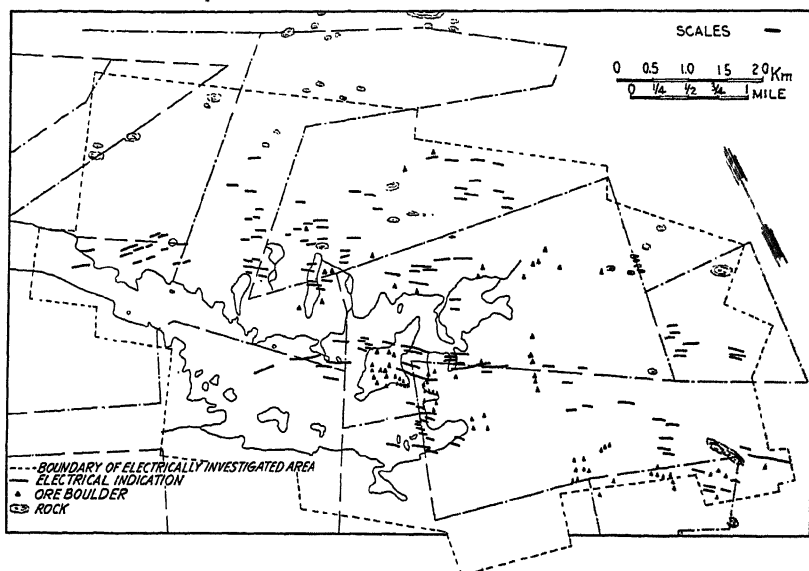 SCALES
0 0.5 1.0 1.5 2.0 Km
0 1/4 1/2 3/4 1 MILE
BOUNDARY OF ELECTRICALLY INVESTIGATED AREA
ELECTRICAL INDICATION
ORE BOULDER
ROCK